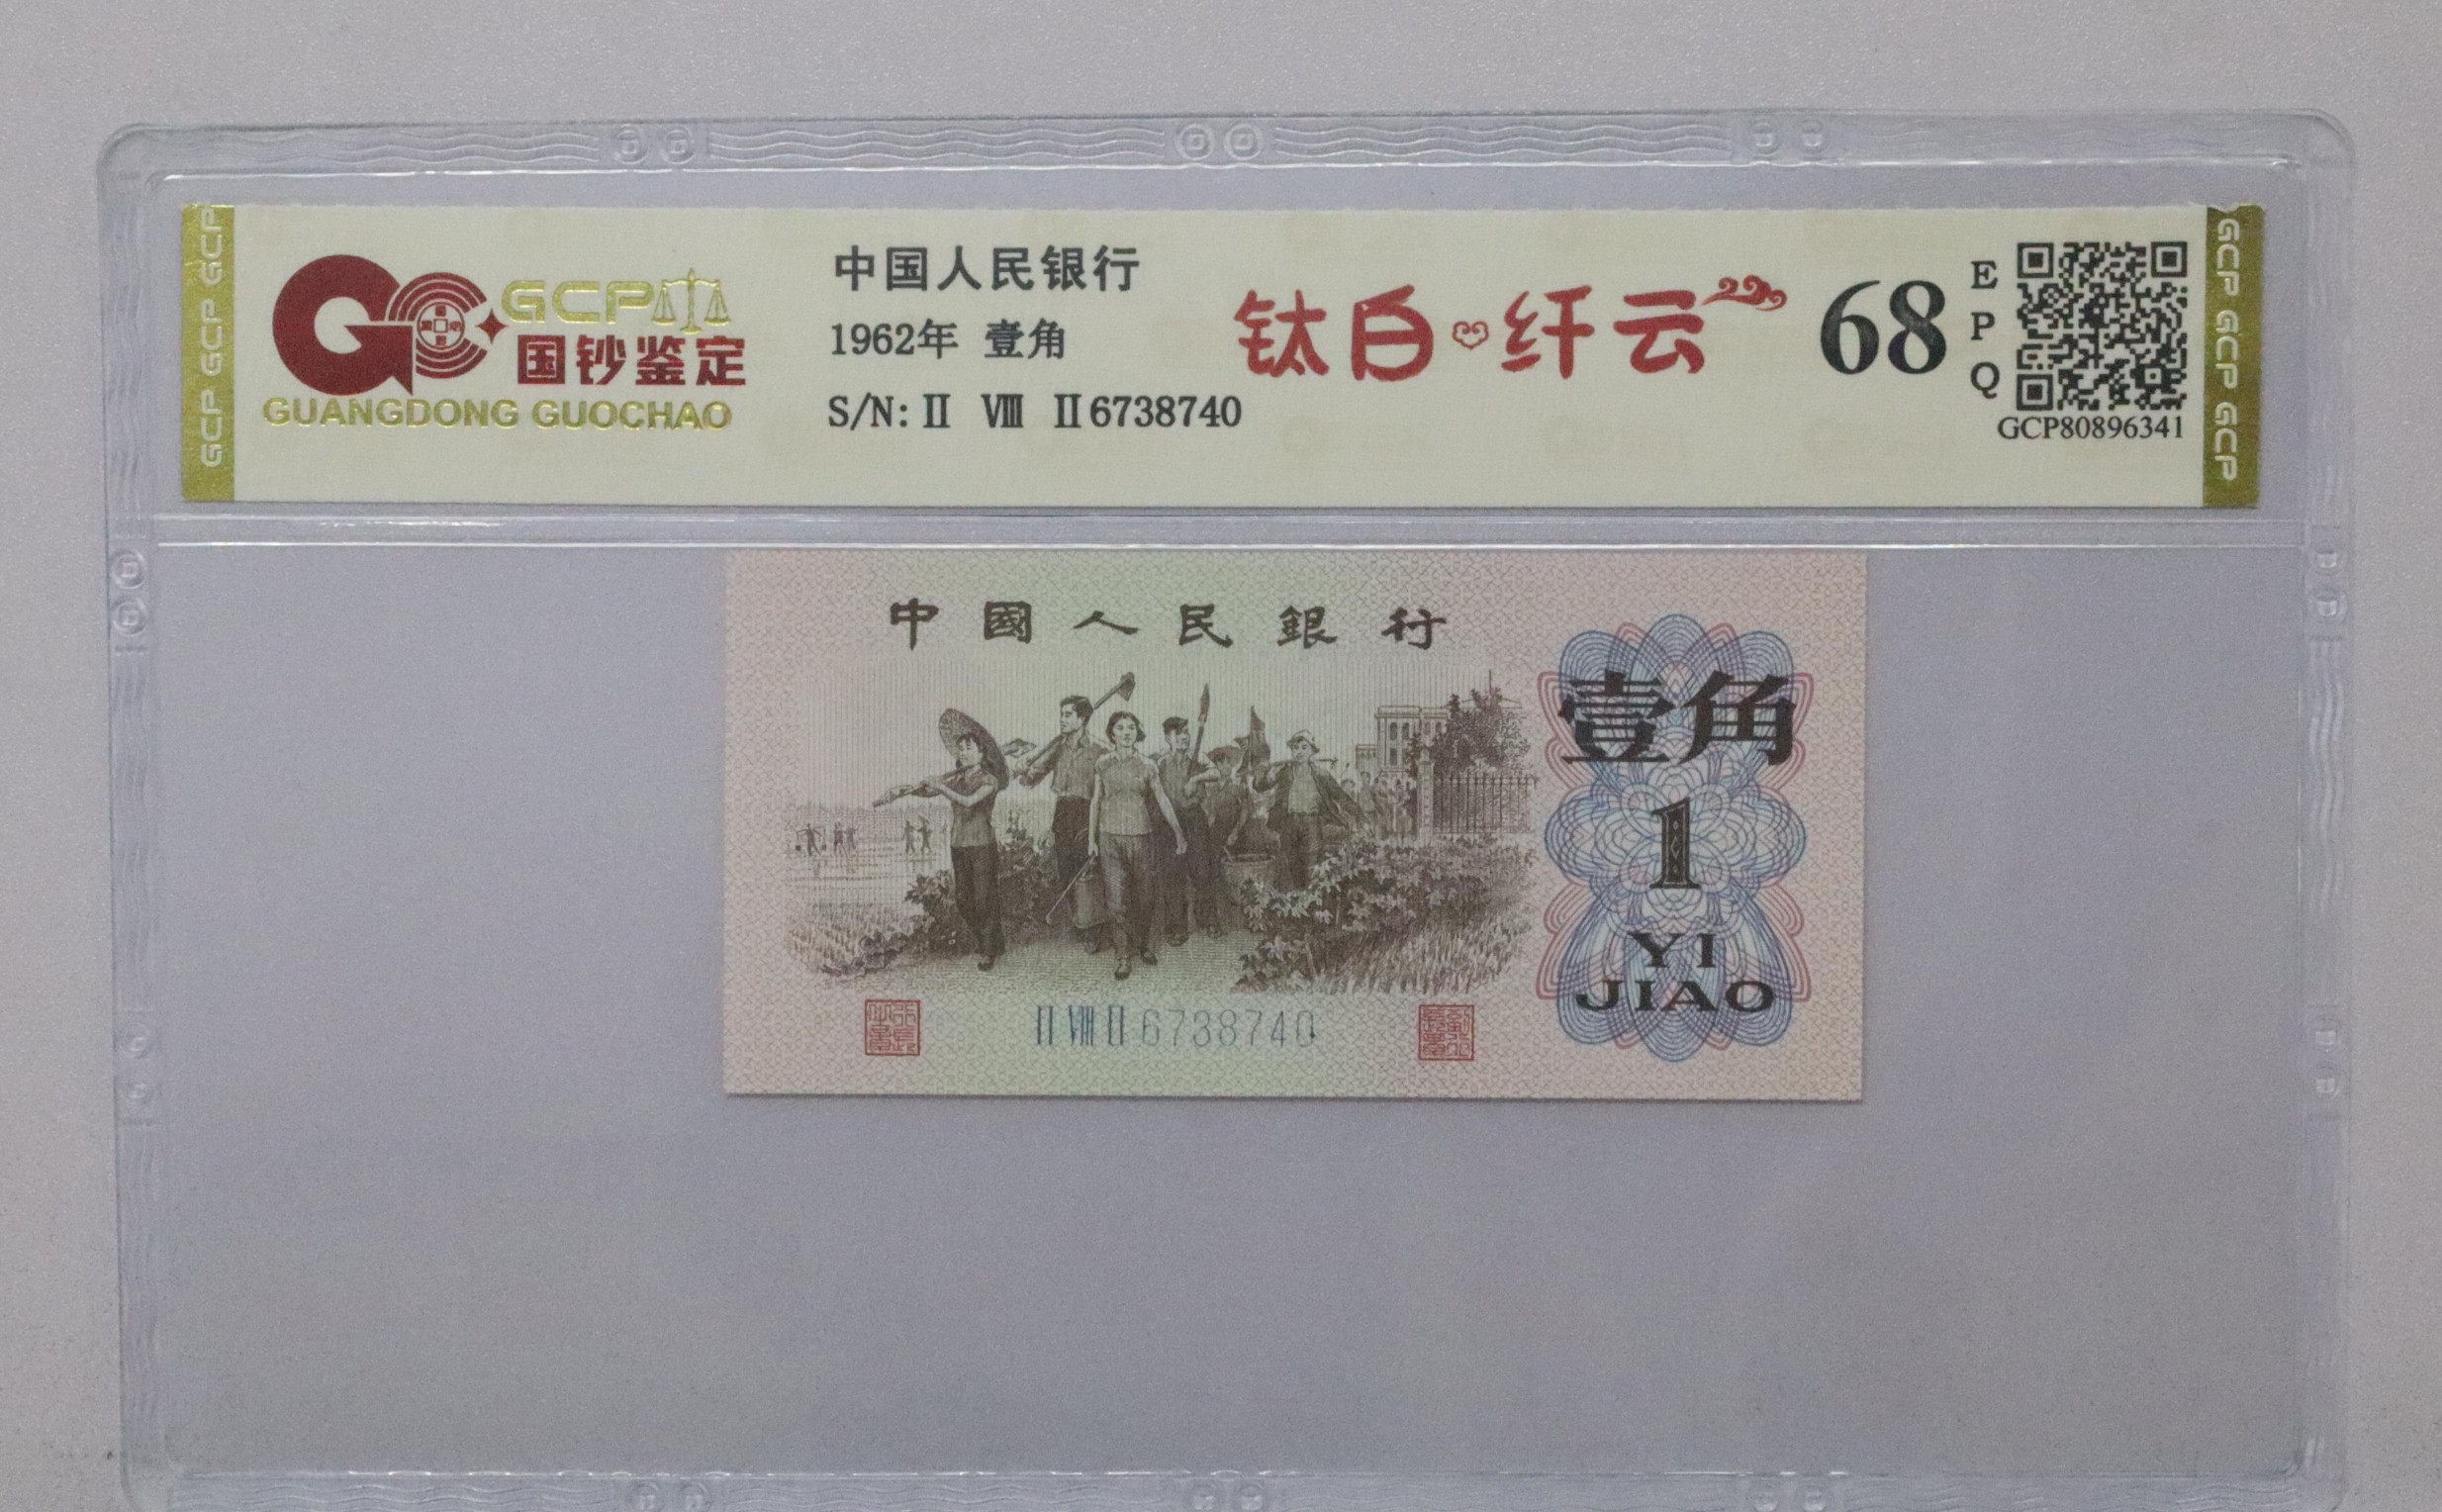 GCP GCP GCP
GCP
国钞鉴定
GUANGDONG GUOCHAO
中国人民银行
1962年 壹角
S/N: Ⅱ Ⅷ Ⅱ6738740
钛白纤云
68
EPQ
GCP80896341
GCP GCP GCP
中國人民銀行
壹角
1
YI
JIAO
Ⅱ Ⅷ Ⅱ 6738740